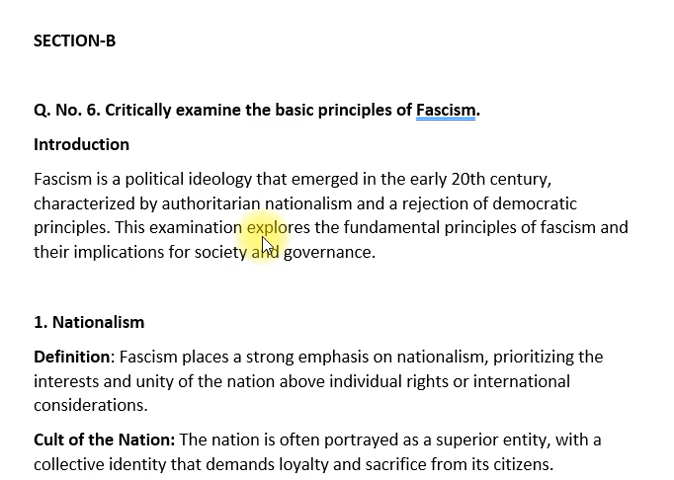 SECTION-B
Q. No. 6. Critically examine the basic principles of Fascism.
Introduction
Fascism is a political ideology that emerged in the early 20th century,
characterized by authoritarian nationalism and a rejection of democratic
principles. This examination explores the fundamental principles of fascism and
their implications for society and governance.
1. Nationalism
Definition: Fascism places a strong emphasis on nationalism, prioritizing the
interests and unity of the nation above individual rights or international
considerations.
Cult of the Nation: The nation is often portrayed as a superior entity, with a
collective identity that demands loyalty and sacrifice from its citizens.